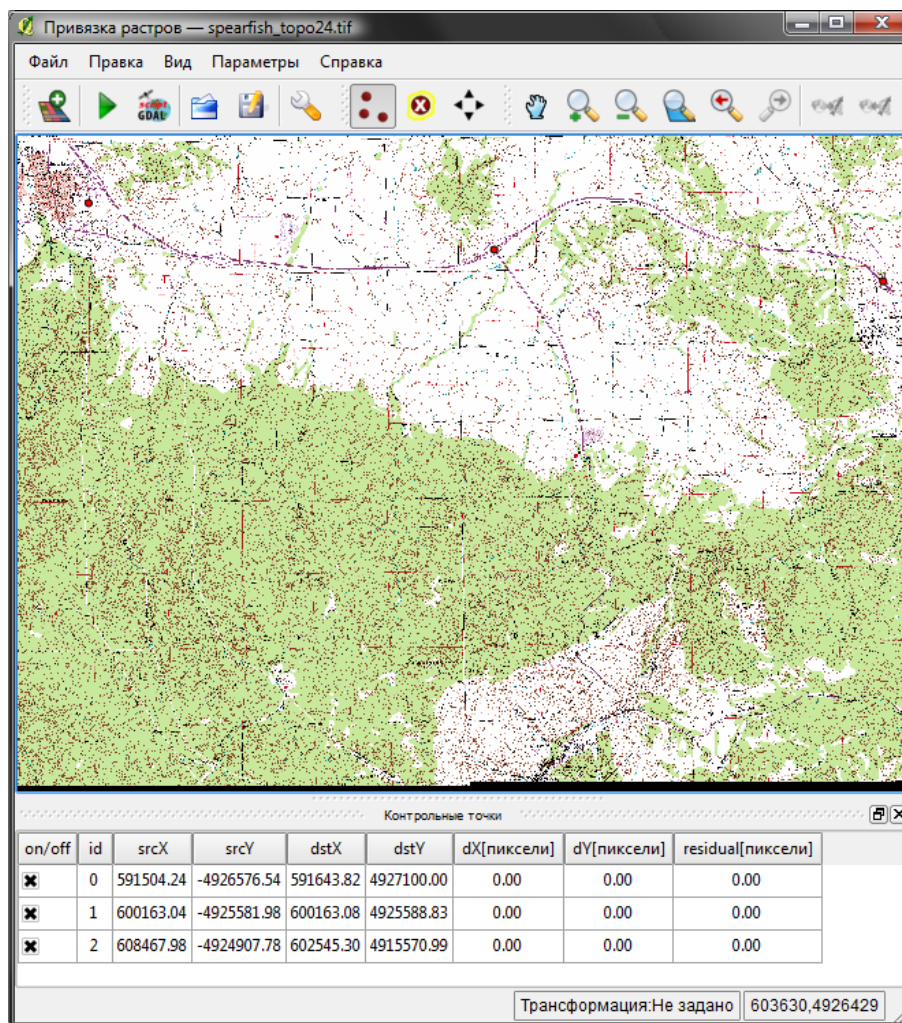 Привязка растров — spearfish_topo24.tif
Файл Правка Вид Параметры Справка
script GDAL
Контрольные точки
on/off id srcX srcY dstX dstY dX[пиксели] dY[пиксели] residual[пиксели]
0 591504.24 -4926576.54 591643.82 4927100.00 0.00 0.00 0.00
1 600163.04 -4925581.98 600163.08 4925588.83 0.00 0.00 0.00
2 608467.98 -4924907.78 602545.30 4915570.99 0.00 0.00 0.00
Трансформация:Не задано 603630,4926429